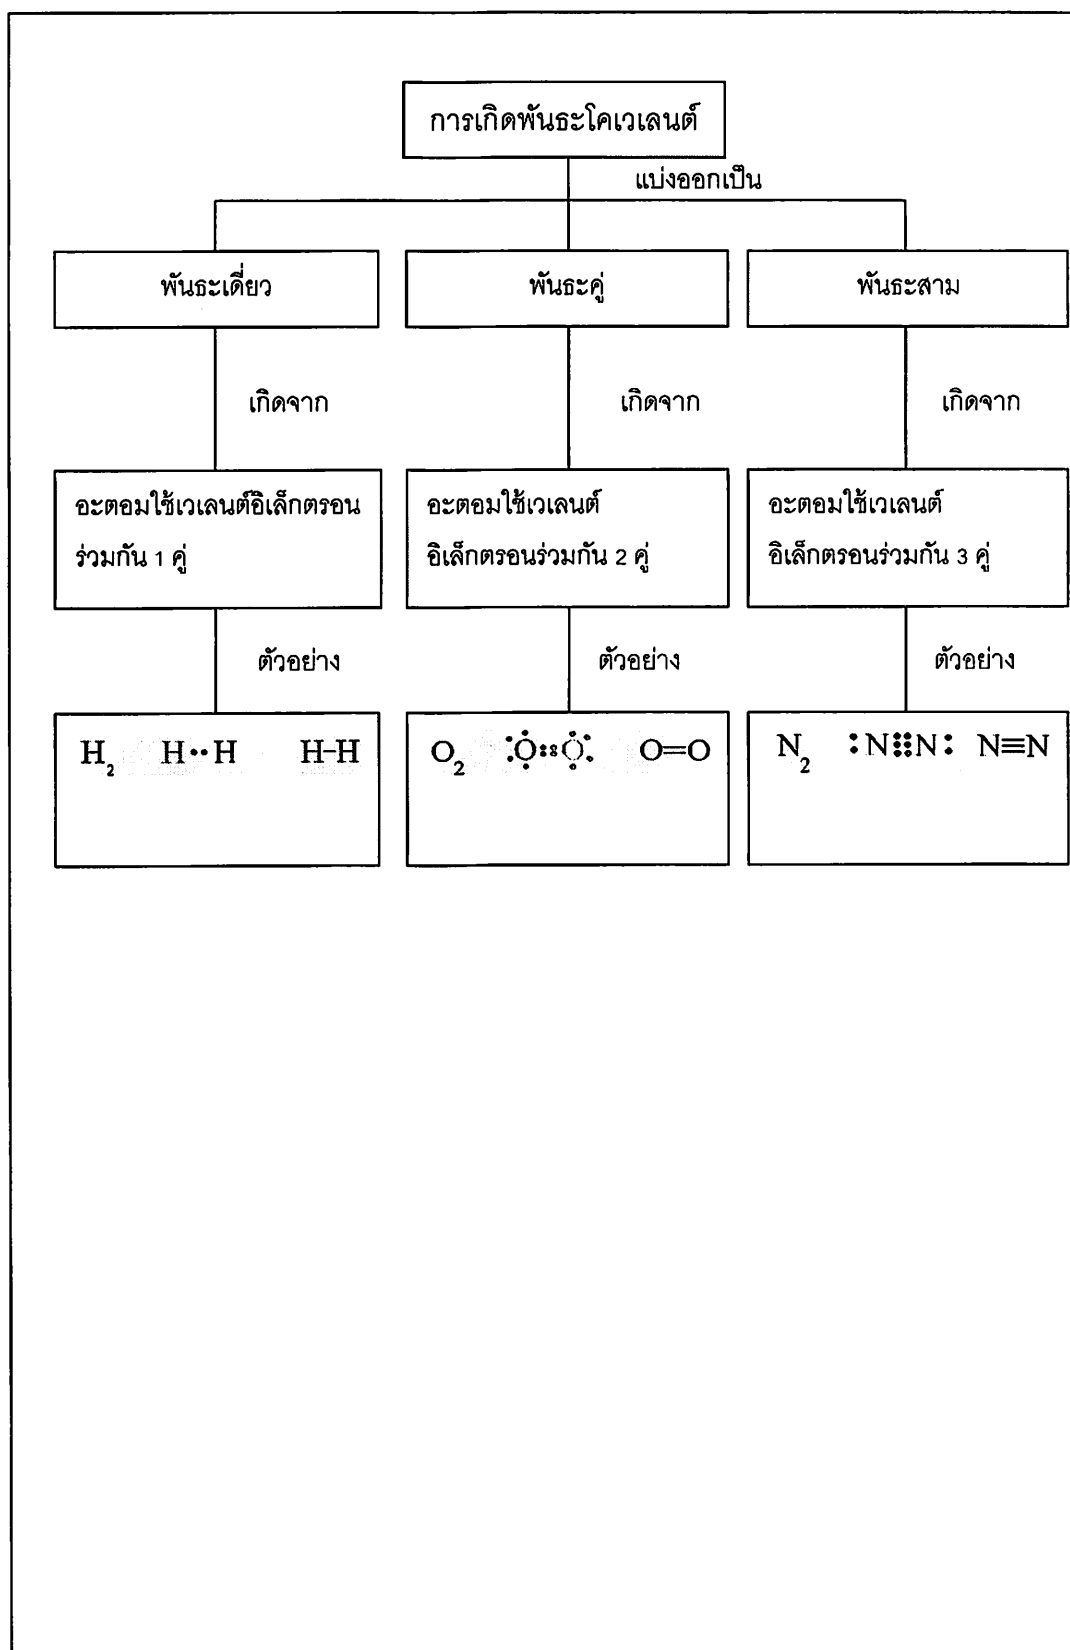 การเกิดพันธะโคเวเลนต์
แบ่งออกเป็น
พันธะเดี่ยว
พันธะคู่
พันธะสาม
เกิดจาก
เกิดจาก
เกิดจาก
อะตอมใช้เวเลนต์อิเล็กตรอน
ร่วมกัน 1 คู่
อะตอมใช้เวเลนต์
อิเล็กตรอนร่วมกัน 2 คู่
อะตอมใช้เวเลนต์
อิเล็กตรอนร่วมกัน 3 คู่
ตัวอย่าง
ตัวอย่าง
ตัวอย่าง
H₂ H••H H-H
O₂ O::O O=O
N₂ :N⫶⫶N: N≡N